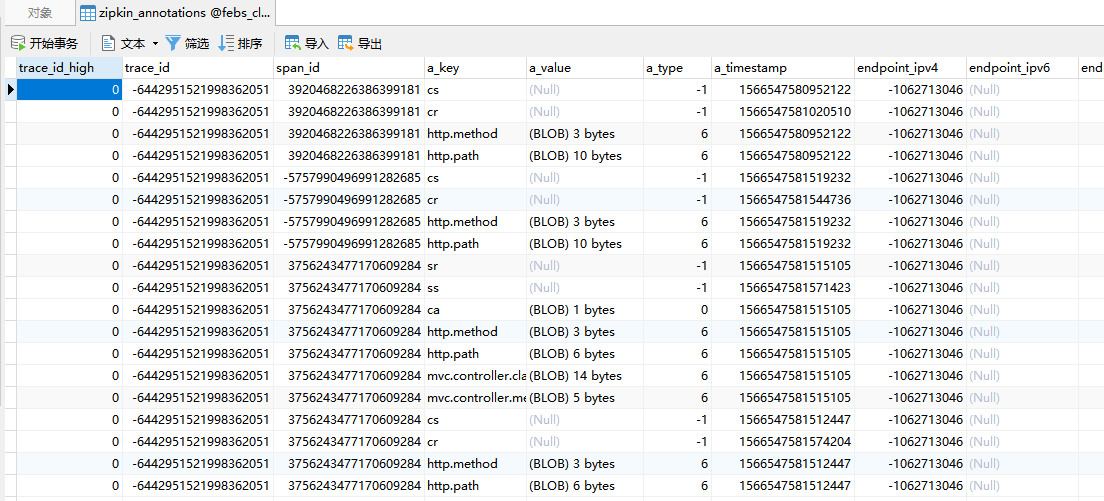 对象 zipkin_annotations @febs_cl...
开始事务 文本 筛选 排序 导入 导出
trace_id_high trace_id span_id a_key a_value a_type a_timestamp endpoint_ipv4 endpoint_ipv6 end
0 -6442951521998362051 3920468226386399181 cs (Null) -1 1566547580952122 -1062713046 (Null)
0 -6442951521998362051 3920468226386399181 cr (Null) -1 1566547581020510 -1062713046 (Null)
0 -6442951521998362051 3920468226386399181 http.method (BLOB) 3 bytes 6 1566547580952122 -1062713046 (Null)
0 -6442951521998362051 3920468226386399181 http.path (BLOB) 10 bytes 6 1566547580952122 -1062713046 (Null)
0 -6442951521998362051 -5757990496991282685 cs (Null) -1 1566547581519232 -1062713046 (Null)
0 -6442951521998362051 -5757990496991282685 cr (Null) -1 1566547581544736 -1062713046 (Null)
0 -6442951521998362051 -5757990496991282685 http.method (BLOB) 3 bytes 6 1566547581519232 -1062713046 (Null)
0 -6442951521998362051 -5757990496991282685 http.path (BLOB) 10 bytes 6 1566547581519232 -1062713046 (Null)
0 -6442951521998362051 3756243477170609284 sr (Null) -1 1566547581515105 -1062713046 (Null)
0 -6442951521998362051 3756243477170609284 ss (Null) -1 1566547581571423 -1062713046 (Null)
0 -6442951521998362051 3756243477170609284 ca (BLOB) 1 bytes 0 1566547581515105 -1062713046 (Null)
0 -6442951521998362051 3756243477170609284 http.method (BLOB) 3 bytes 6 1566547581515105 -1062713046 (Null)
0 -6442951521998362051 3756243477170609284 http.path (BLOB) 6 bytes 6 1566547581515105 -1062713046 (Null)
0 -6442951521998362051 3756243477170609284 mvc.controller.cla (BLOB) 14 bytes 6 1566547581515105 -1062713046 (Null)
0 -6442951521998362051 3756243477170609284 mvc.controller.me (BLOB) 5 bytes 6 1566547581515105 -1062713046 (Null)
0 -6442951521998362051 3756243477170609284 cs (Null) -1 1566547581512447 -1062713046 (Null)
0 -6442951521998362051 3756243477170609284 cr (Null) -1 1566547581574204 -1062713046 (Null)
0 -6442951521998362051 3756243477170609284 http.method (BLOB) 3 bytes 6 1566547581512447 -1062713046 (Null)
0 -6442951521998362051 3756243477170609284 http.path (BLOB) 6 bytes 6 1566547581512447 -1062713046 (Null)